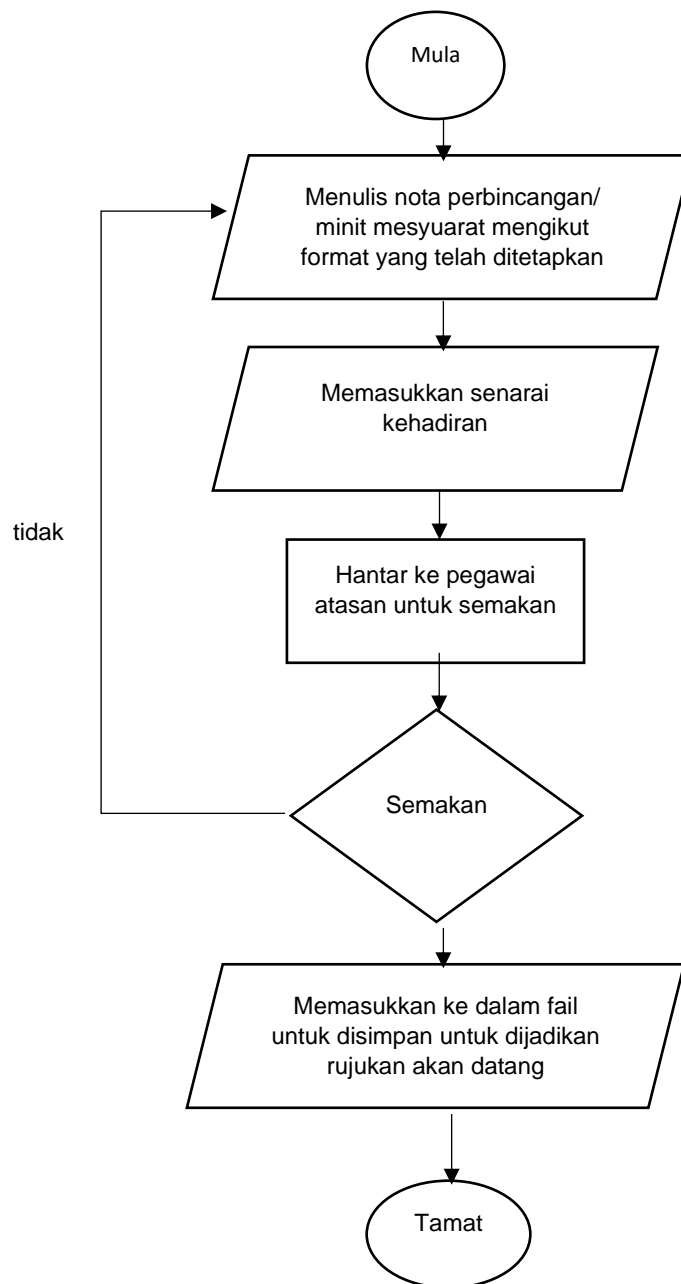 Mula
Menulis nota perbincangan/
minit mesyuarat mengikut
format yang telah ditetapkan
Memasukkan senarai
kehadiran
tidak
Hantar ke pegawai
atasan untuk semakan
Semakan
Memasukkan ke dalam fail
untuk disimpan untuk dijadikan
rujukan akan datang
Tamat